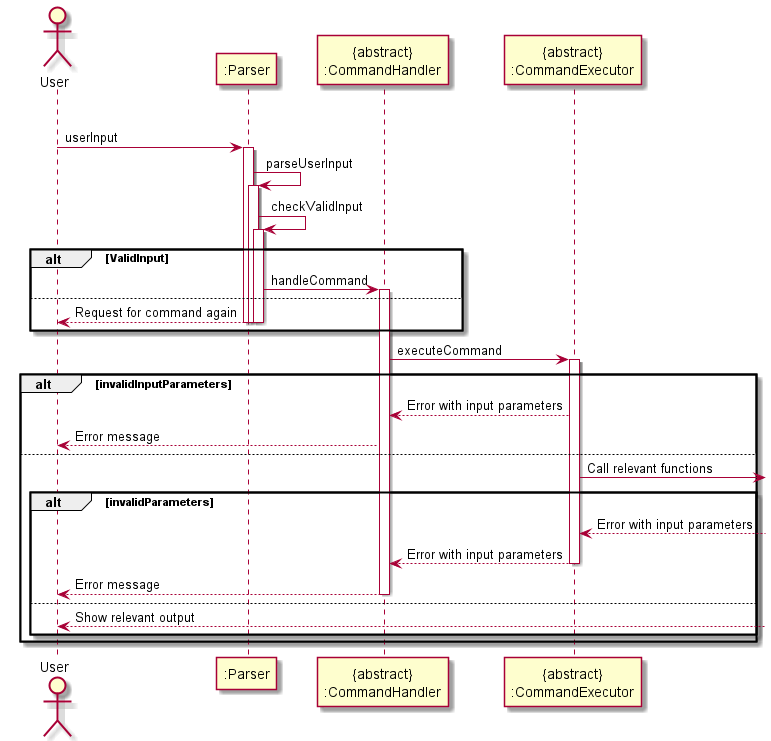 User
:Parser
{abstract}
:CommandHandler
{abstract}
:CommandExecutor
userInput
parseUserInput
checkValidInput
alt
[ValidInput]
handleCommand
Request for command again
executeCommand
alt
[invalidInputParameters]
Error with input parameters
Error message
Call relevant functions
alt
[invalidParameters]
Error with input parameters
Error with input parameters
Error message
Show relevant output
User
:Parser
{abstract}
:CommandHandler
{abstract}
:CommandExecutor